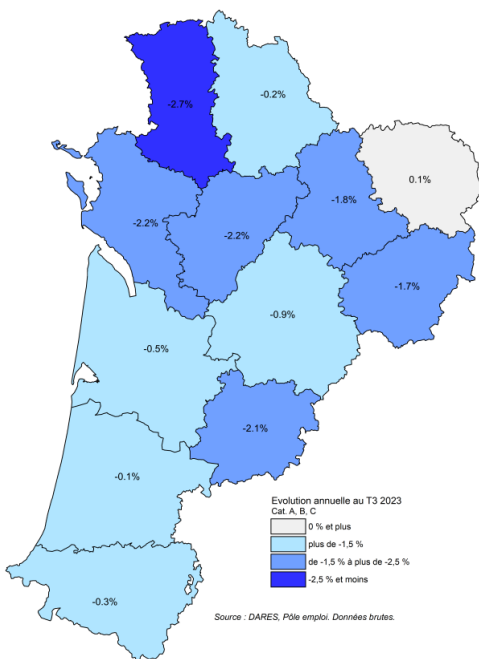 -2.7%
-0.2%
0.1%
-1.8%
-2.2%
-2.2%
-1.7%
-0.9%
-0.5%
-2.1%
-0.1%
-0.3%
Evolution annuelle au T3 2023
Cat. A, B, C
0 % et plus
plus de -1,5 %
de -1,5 % à plus de -2,5 %
-2,5 % et moins
Source : DARES, Pôle emploi. Données brutes.